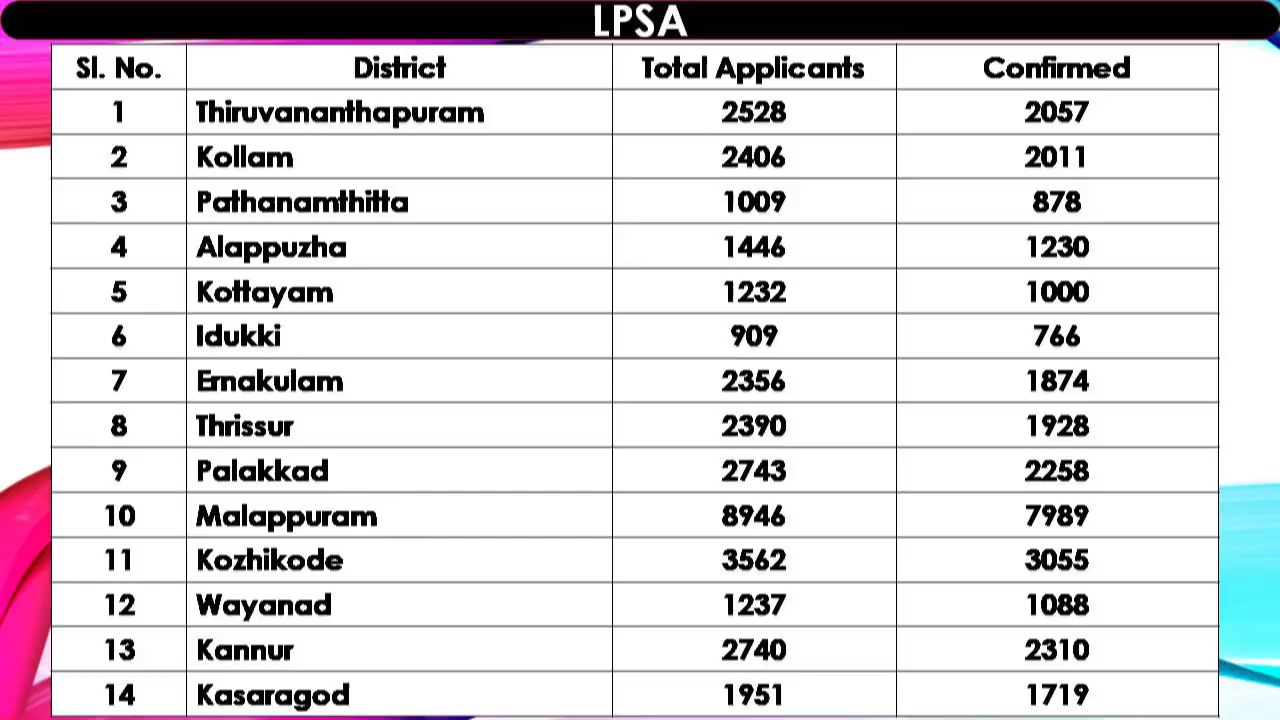 LPSA
Sl. No. District Total Applicants Confirmed
1 Thiruvananthapuram 2528 2057
2 Kollam 2406 2011
3 Pathanamthitta 1009 878
4 Alappuzha 1446 1230
5 Kottayam 1232 1000
6 Idukki 909 766
7 Ernakulam 2356 1874
8 Thrissur 2390 1928
9 Palakkad 2743 2258
10 Malappuram 8946 7989
11 Kozhikode 3562 3055
12 Wayanad 1237 1088
13 Kannur 2740 2310
14 Kasaragod 1951 1719